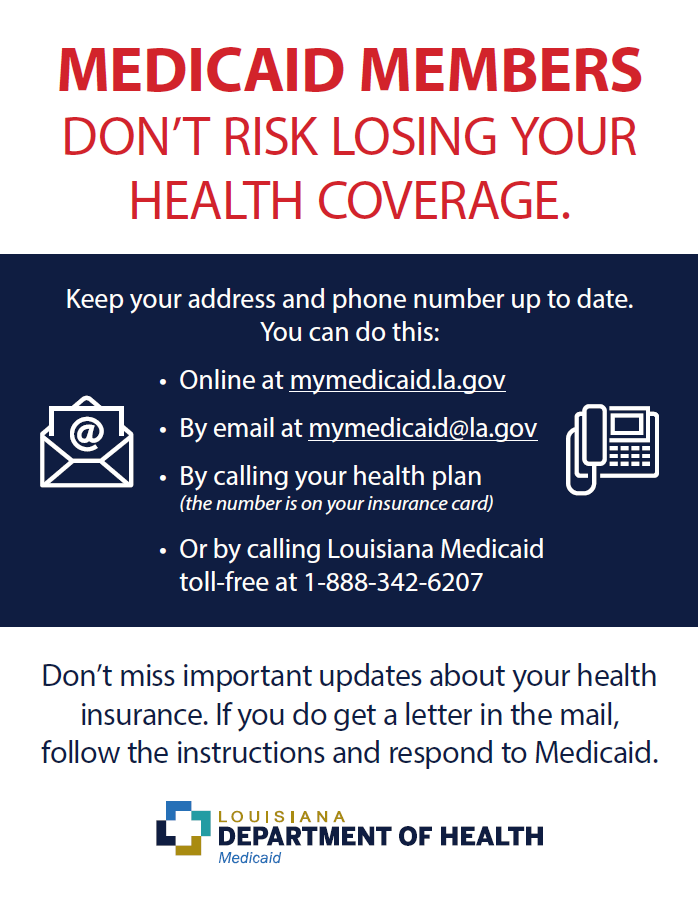 MEDICAID MEMBERS
DON’T RISK LOSING YOUR
HEALTH COVERAGE.
Keep your address and phone number up to date.
You can do this:
• Online at mymedicaid.la.gov
• By email at mymedicaid@la.gov
• By calling your health plan
(the number is on your insurance card)
• Or by calling Louisiana Medicaid
toll-free at 1-888-342-6207
@
Don’t miss important updates about your health
insurance. If you do get a letter in the mail,
follow the instructions and respond to Medicaid.
LOUISIANA
DEPARTMENT OF HEALTH
Medicaid